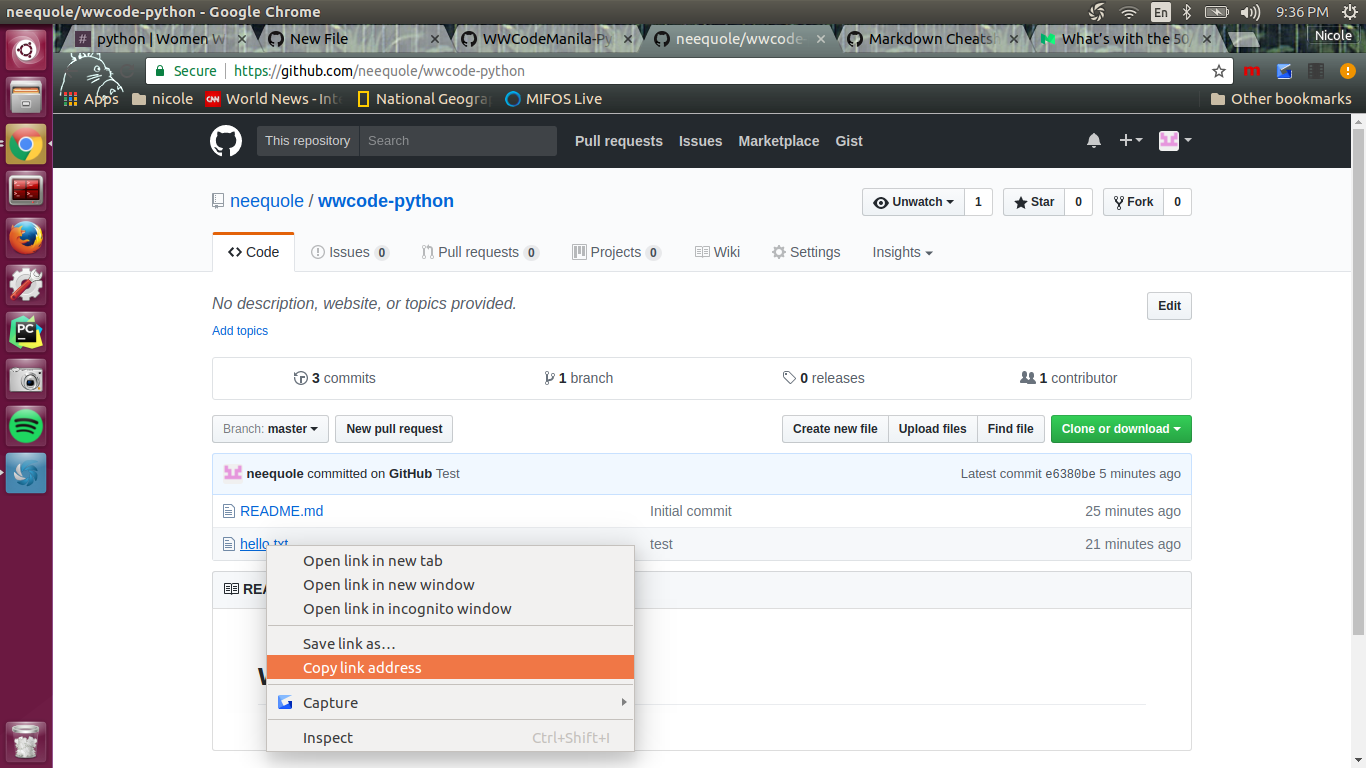 neequole/wwcode-python - Google Chrome
En
9:36 PM
python | Women W
New File
WWCodeManila-Py
neequole/wwcode-
Markdown Cheatsh
What's with the 50
Nicole
Secure https://github.com/neequole/wwcode-python
Apps nicole CNN World News - Inte National Geogra MIFOS Live Other bookmarks
This repository Search Pull requests Issues Marketplace Gist
neequole / wwcode-python
Unwatch 1 Star 0 Fork 0
Code Issues 0 Pull requests 0 Projects 0 Wiki Settings Insights
No description, website, or topics provided.
Edit
Add topics
3 commits 1 branch 0 releases 1 contributor
Branch: master New pull request Create new file Upload files Find file Clone or download
neequole committed on GitHub Test Latest commit e6380be 5 minutes ago
README.md Initial commit 25 minutes ago
hello.txt test 21 minutes ago
REA
Open link in new tab
Open link in new window
Open link in incognito window
Save link as…
Copy link address
Capture
Inspect Ctrl+Shift+I
PC